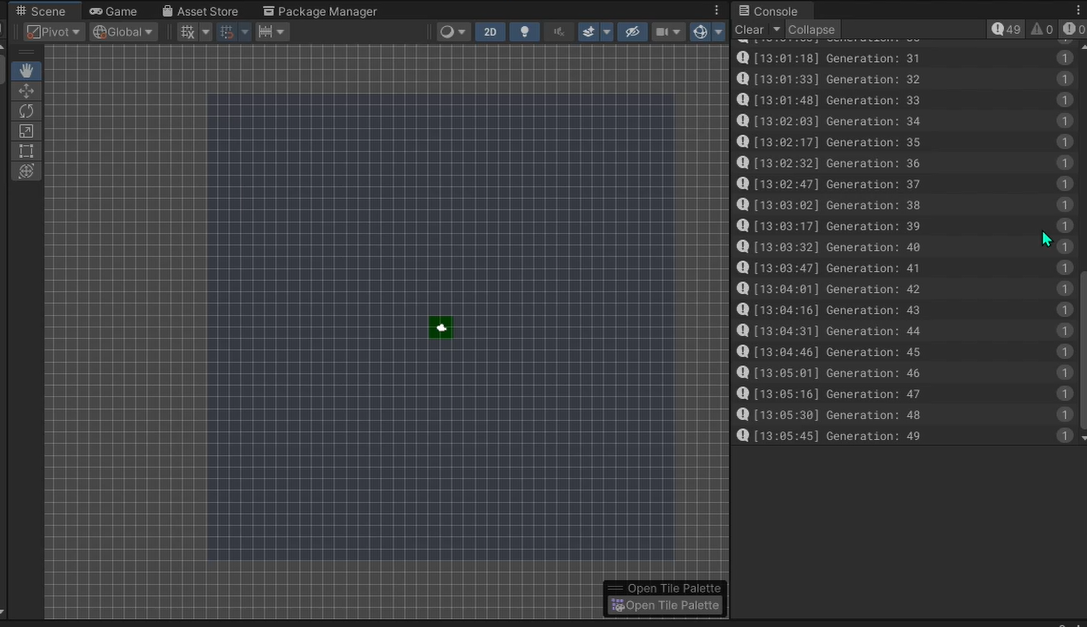 Scene Game Asset Store Package Manager
Pivot Global 2D
Open Tile Palette
Open Tile Palette
Console
Clear Collapse 49 0 0
[13:01:18] Generation: 31 1
[13:01:33] Generation: 32 1
[13:01:48] Generation: 33 1
[13:02:03] Generation: 34 1
[13:02:17] Generation: 35 1
[13:02:32] Generation: 36 1
[13:02:47] Generation: 37 1
[13:03:02] Generation: 38 1
[13:03:17] Generation: 39 1
[13:03:32] Generation: 40 1
[13:03:47] Generation: 41 1
[13:04:01] Generation: 42 1
[13:04:16] Generation: 43 1
[13:04:31] Generation: 44 1
[13:04:46] Generation: 45 1
[13:05:01] Generation: 46 1
[13:05:16] Generation: 47 1
[13:05:30] Generation: 48 1
[13:05:45] Generation: 49 1